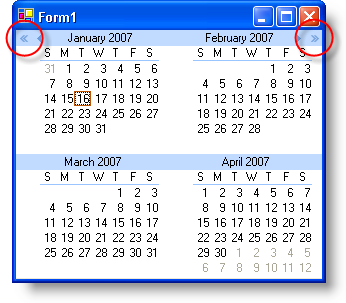 Form1
« January 2007
S M T W T F S
31 1 2 3 4 5 6
7 8 9 10 11 12 13
14 15 16 17 18 19 20
21 22 23 24 25 26 27
28 29 30 31
February 2007 »
S M T W T F S
1 2 3
4 5 6 7 8 9 10
11 12 13 14 15 16 17
18 19 20 21 22 23 24
25 26 27 28
March 2007
S M T W T F S
1 2 3
4 5 6 7 8 9 10
11 12 13 14 15 16 17
18 19 20 21 22 23 24
25 26 27 28 29 30 31
April 2007
S M T W T F S
1 2 3 4 5 6 7
8 9 10 11 12 13 14
15 16 17 18 19 20 21
22 23 24 25 26 27 28
29 30 1 2 3 4 5
6 7 8 9 10 11 12